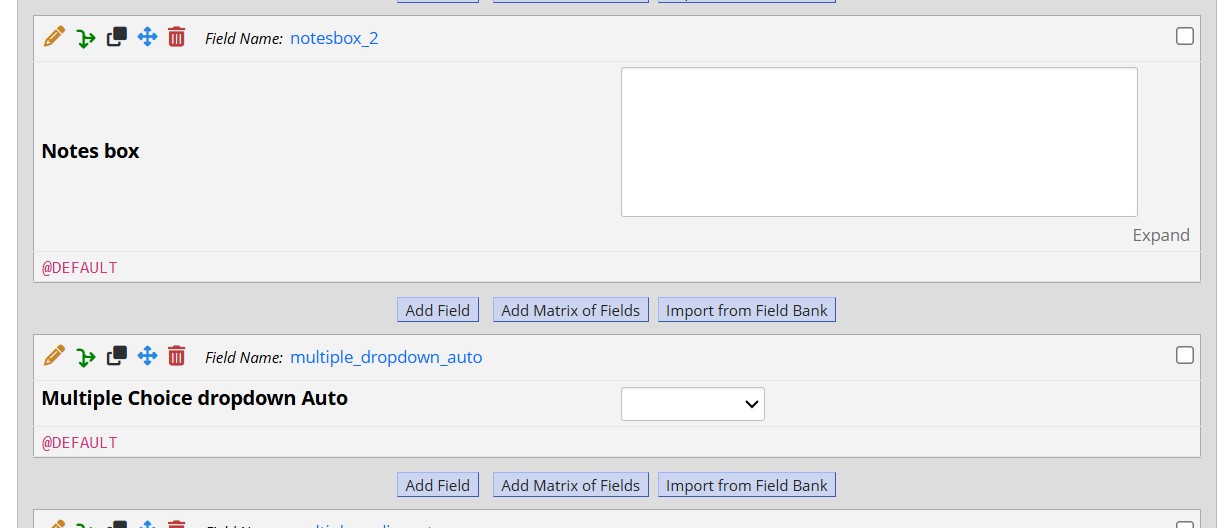 Field Name: notesbox_2
Notes box
Expand
@DEFAULT
Add Field Add Matrix of Fields Import from Field Bank
Field Name: multiple_dropdown_auto
Multiple Choice dropdown Auto
@DEFAULT
Add Field Add Matrix of Fields Import from Field Bank